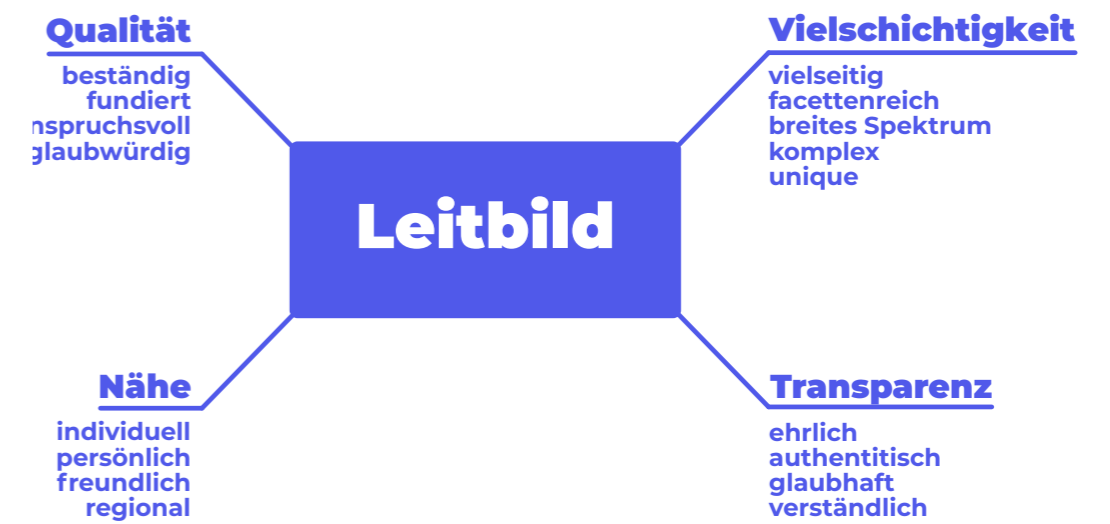 Qualität
beständig
fundiert
nspruchsvoll
glaubwürdig
Vielschichtigkeit
vielseitig
facettenreich
breites Spektrum
komplex
unique
Leitbild
Nähe
individuell
persönlich
freundlich
regional
Transparenz
ehrlich
authentitisch
glaubhaft
verständlich